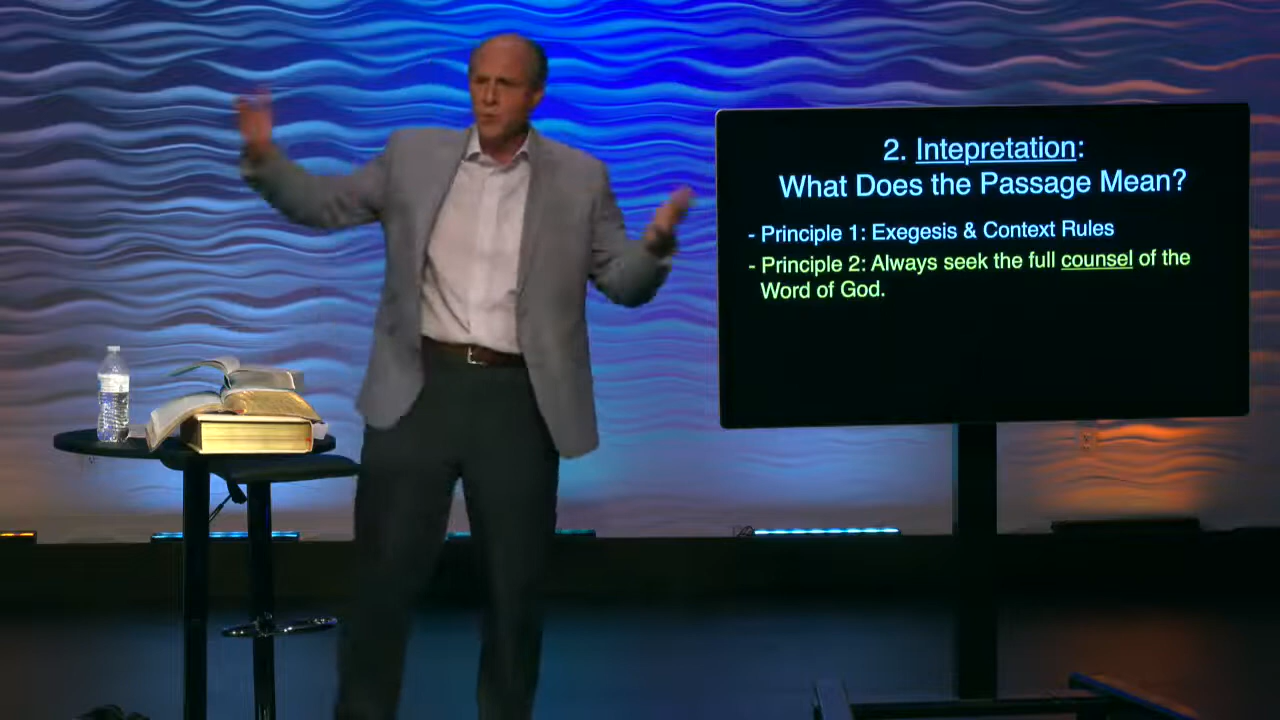 2. Intepretation:
What Does the Passage Mean?
- Principle 1: Exegesis & Context Rules
- Principle 2: Always seek the full counsel of the
Word of God.